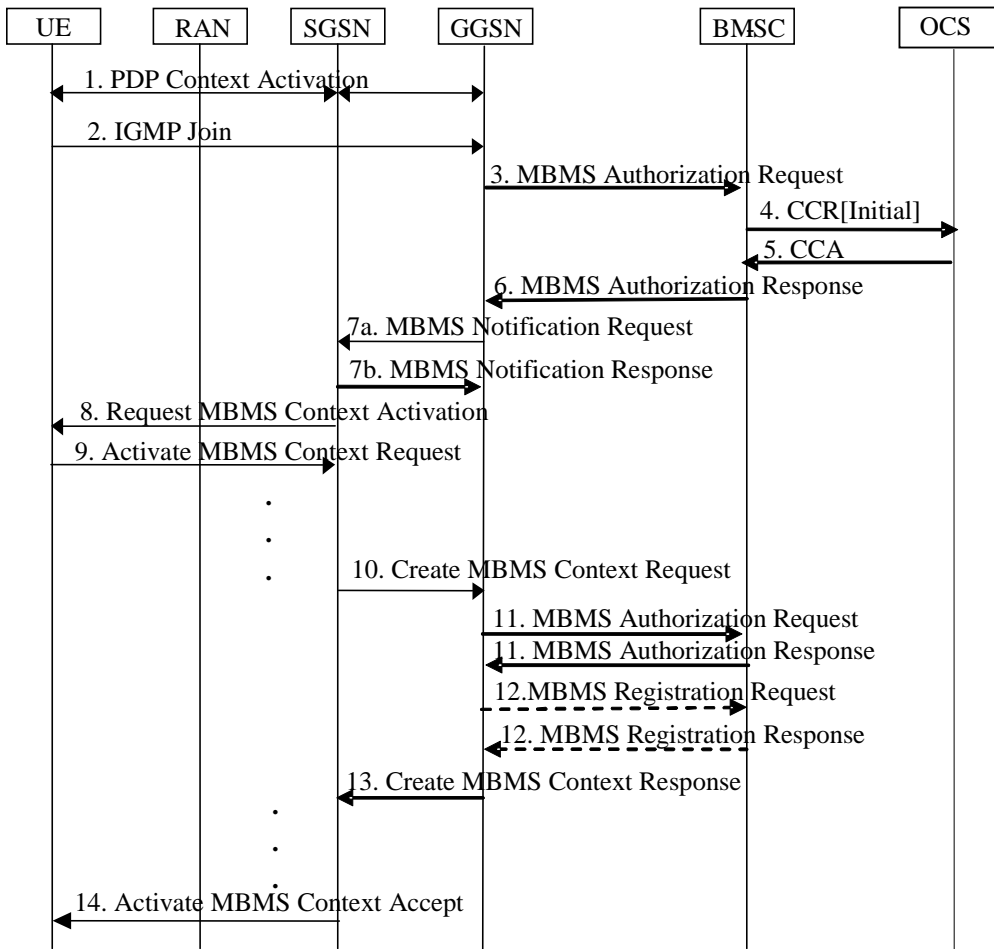 UE RAN SGSN GGSN BMSC OCS
1. PDP Context Activation
2. IGMP Join
3. MBMS Authorization Request
4. CCR[Initial]
5. CCA
6. MBMS Authorization Response
7a. MBMS Notification Request
7b. MBMS Notification Response
8. Request MBMS Context Activation
9. Activate MBMS Context Request
.
.
.
10. Create MBMS Context Request
11. MBMS Authorization Request
11. MBMS Authorization Response
12.MBMS Registration Request
12. MBMS Registration Response
13. Create MBMS Context Response
.
.
.
14. Activate MBMS Context Accept